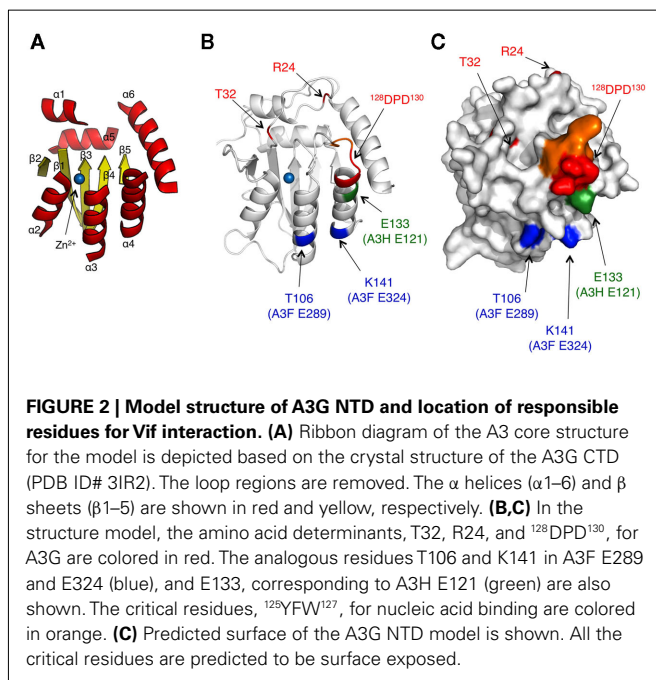 A
B
C
α1
α6
α5
β2
β1
β3
β5
β4
α2
Zn²⁺
α3
α4
R24
T32
¹²⁸DPD¹³⁰
E133
(A3H E121)
K141
(A3F E324)
T106
(A3F E289)
R24
T32
¹²⁸DPD¹³⁰
E133
(A3H E121)
T106
(A3F E289)
K141
(A3F E324)
FIGURE 2 | Model structure of A3G NTD and location of responsible
residues for Vif interaction. (A) Ribbon diagram of the A3 core structure
for the model is depicted based on the crystal structure of the A3G CTD
(PDB ID# 3IR2). The loop regions are removed. The α helices (α1–6) and β
sheets (β1–5) are shown in red and yellow, respectively. (B,C) In the
structure model, the amino acid determinants, T32, R24, and ¹²⁸DPD¹³⁰, for
A3G are colored in red. The analogous residues T106 and K141 in A3F E289
and E324 (blue), and E133, corresponding to A3H E121 (green) are also
shown. The critical residues, ¹²⁵YFW¹²⁷, for nucleic acid binding are colored
in orange. (C) Predicted surface of the A3G NTD model is shown. All the
critical residues are predicted to be surface exposed.